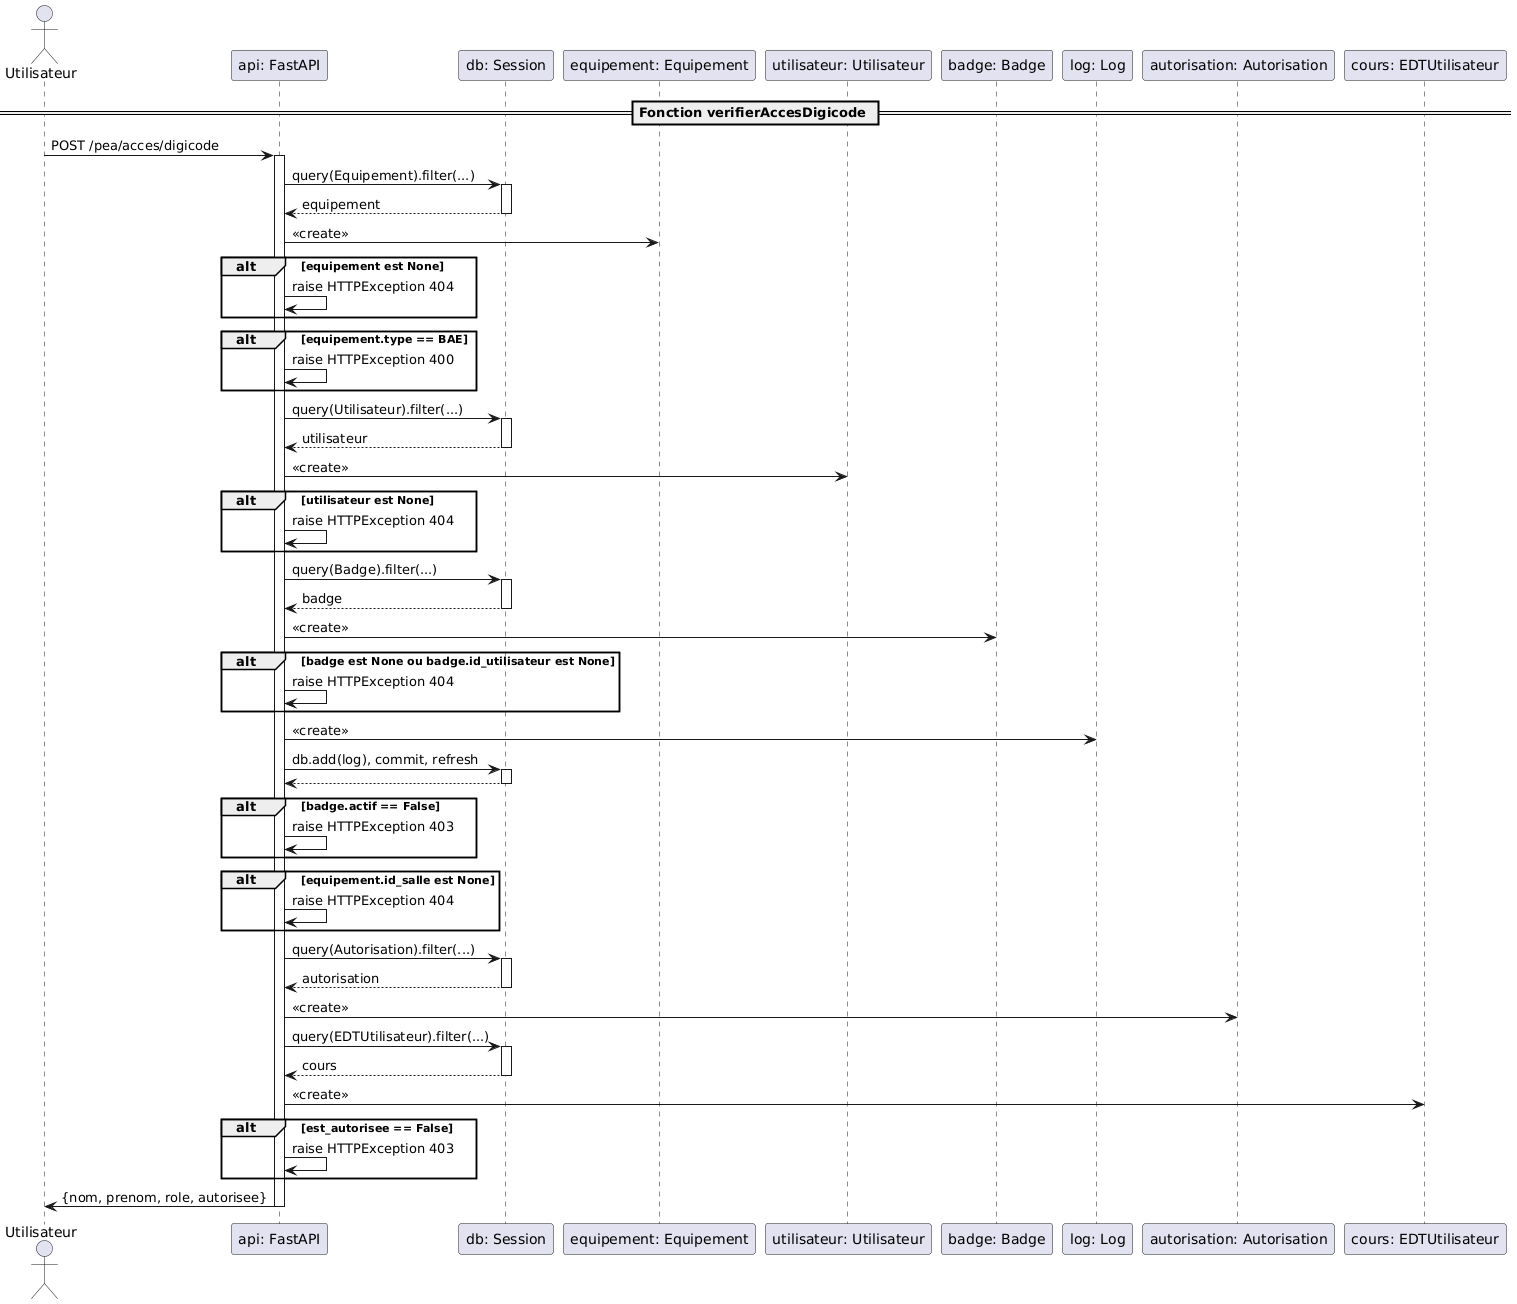 Utilisateur
api: FastAPI
db: Session
equipement: Equipement
utilisateur: Utilisateur
badge: Badge
log: Log
autorisation: Autorisation
cours: EDTUtilisateur
Fonction verifierAccesDigicode
POST /pea/acces/digicode
query(Equipement).filter(...)
equipement
«create»
alt [equipement est None]
raise HTTPException 404
alt [equipement.type == BAE]
raise HTTPException 400
query(Utilisateur).filter(...)
utilisateur
«create»
alt [utilisateur est None]
raise HTTPException 404
query(Badge).filter(...)
badge
«create»
alt [badge est None ou badge.id_utilisateur est None]
raise HTTPException 404
«create»
db.add(log), commit, refresh
alt [badge.actif == False]
raise HTTPException 403
alt [equipement.id_salle est None]
raise HTTPException 404
query(Autorisation).filter(...)
autorisation
«create»
query(EDTUtilisateur).filter(...)
cours
«create»
alt [est_autorisee == False]
raise HTTPException 403
{nom, prenom, role, autorisee}
Utilisateur
api: FastAPI
db: Session
equipement: Equipement
utilisateur: Utilisateur
badge: Badge
log: Log
autorisation: Autorisation
cours: EDTUtilisateur